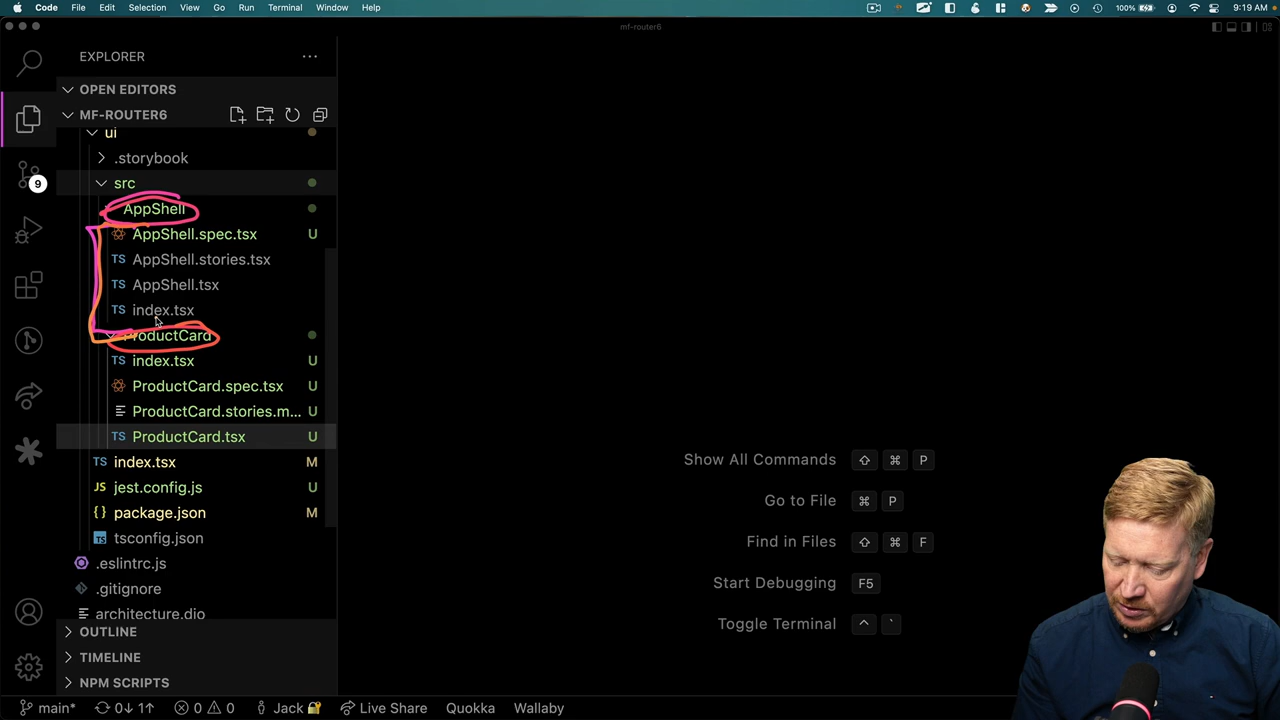 Code File Edit Selection View Go Run Terminal Window Help 100% 9:19 AM
mf-router6
EXPLORER
OPEN EDITORS
MF-ROUTER6
ui
.storybook
9
src
AppShell
AppShell.spec.tsx U
TS AppShell.stories.tsx
TS AppShell.tsx
TS index.tsx
ProductCard
TS index.tsx U
ProductCard.spec.tsx U
ProductCard.stories.m... U
TS ProductCard.tsx U
TS index.tsx M
JS jest.config.js U
{} package.json M
TS tsconfig.json
.eslintrc.js
.gitignore
architecture.dio
OUTLINE
TIMELINE
NPM SCRIPTS
Show All Commands ⇧ ⌘ P
Go to File ⌘ P
Find in Files ⇧ ⌘ F
Start Debugging F5
Toggle Terminal ^ `
main* 0↓ 1↑ 0 0 Jack Live Share Quokka Wallaby